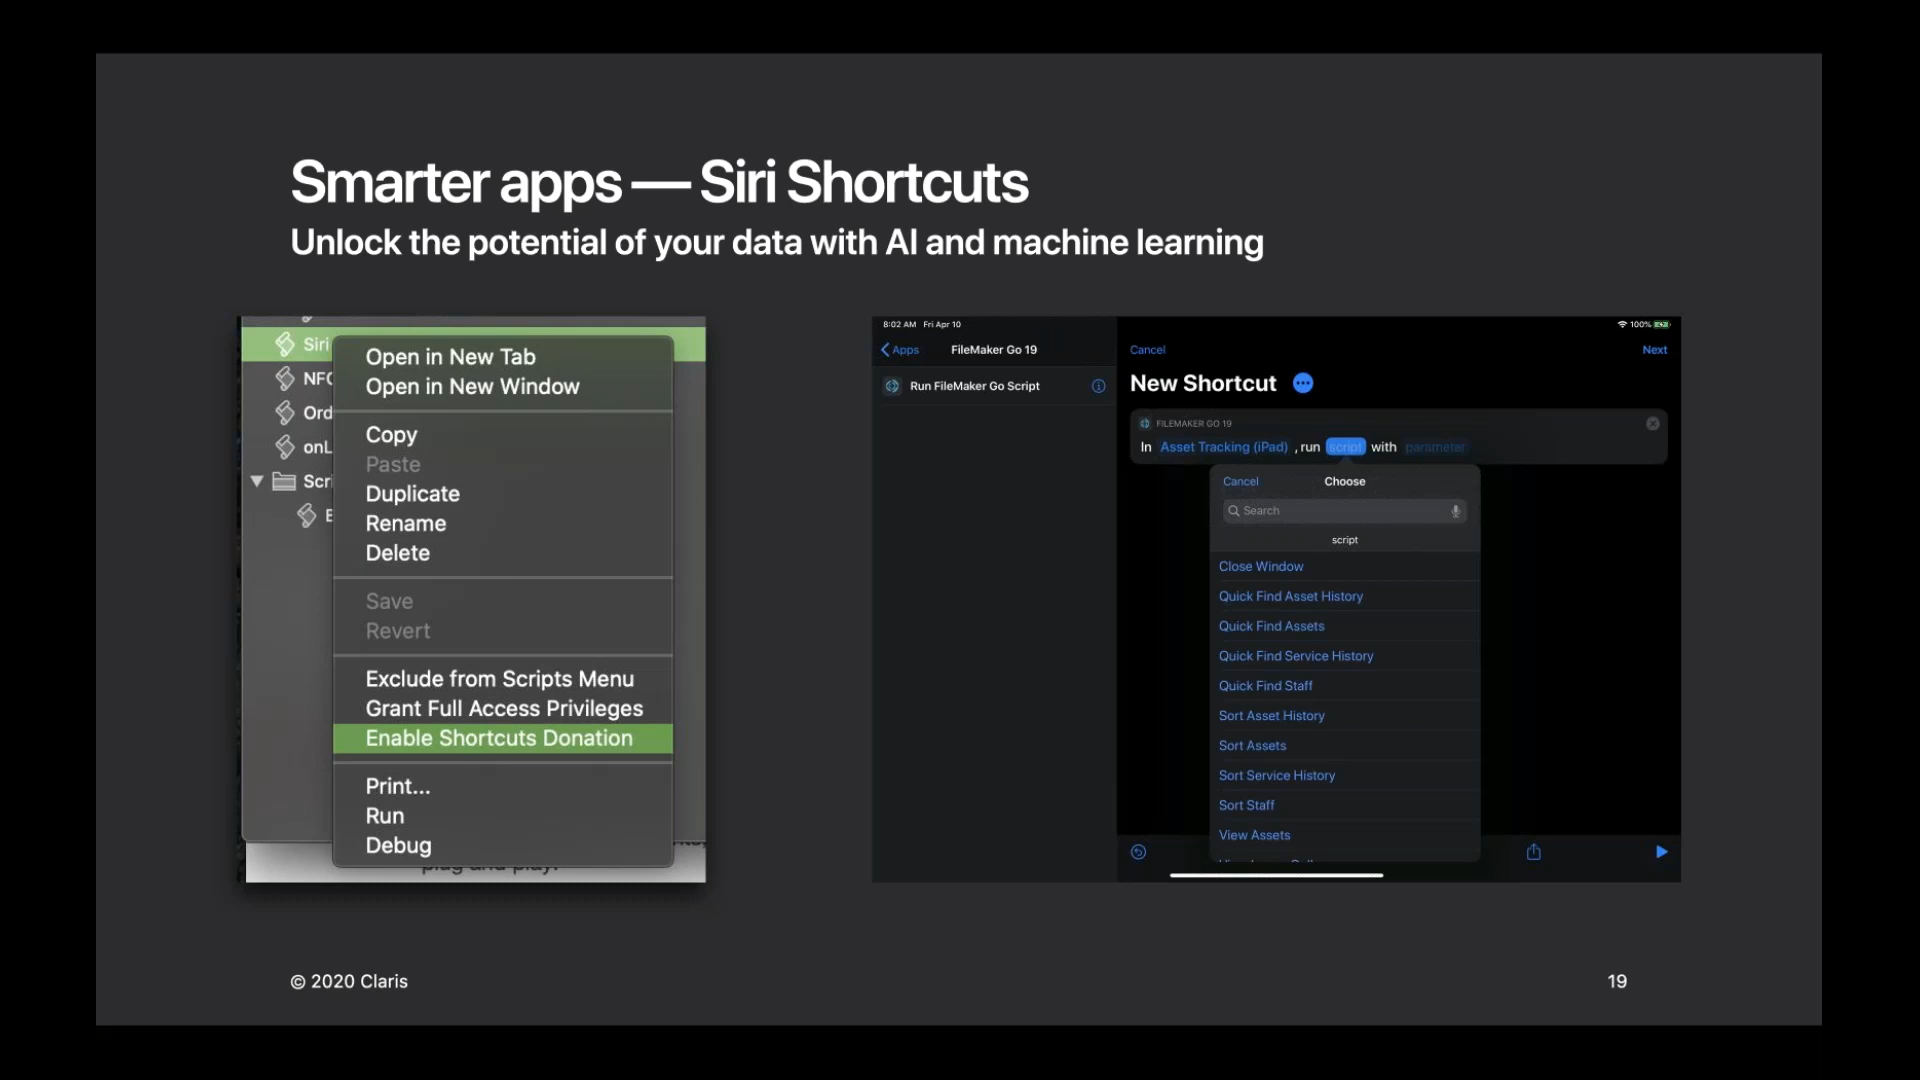 Smarter apps — Siri Shortcuts
Unlock the potential of your data with AI and machine learning
Siri
Open in New Tab
Open in New Window
Copy
Paste
Duplicate
Rename
Delete
Save
Revert
Exclude from Scripts Menu
Grant Full Access Privileges
Enable Shortcuts Donation
Print...
Run
Debug
plug-and-play.
8:02 AM Fri Apr 10
100%
Apps
FileMaker Go 19
Run FileMaker Go Script
Cancel
Next
New Shortcut
FILEMAKER GO 19
In Asset Tracking (iPad) , run script with parameter
Cancel
Choose
Search
script
Close Window
Quick Find Asset History
Quick Find Assets
Quick Find Service History
Quick Find Staff
Sort Asset History
Sort Assets
Sort Service History
Sort Staff
View Assets
© 2020 Claris
19